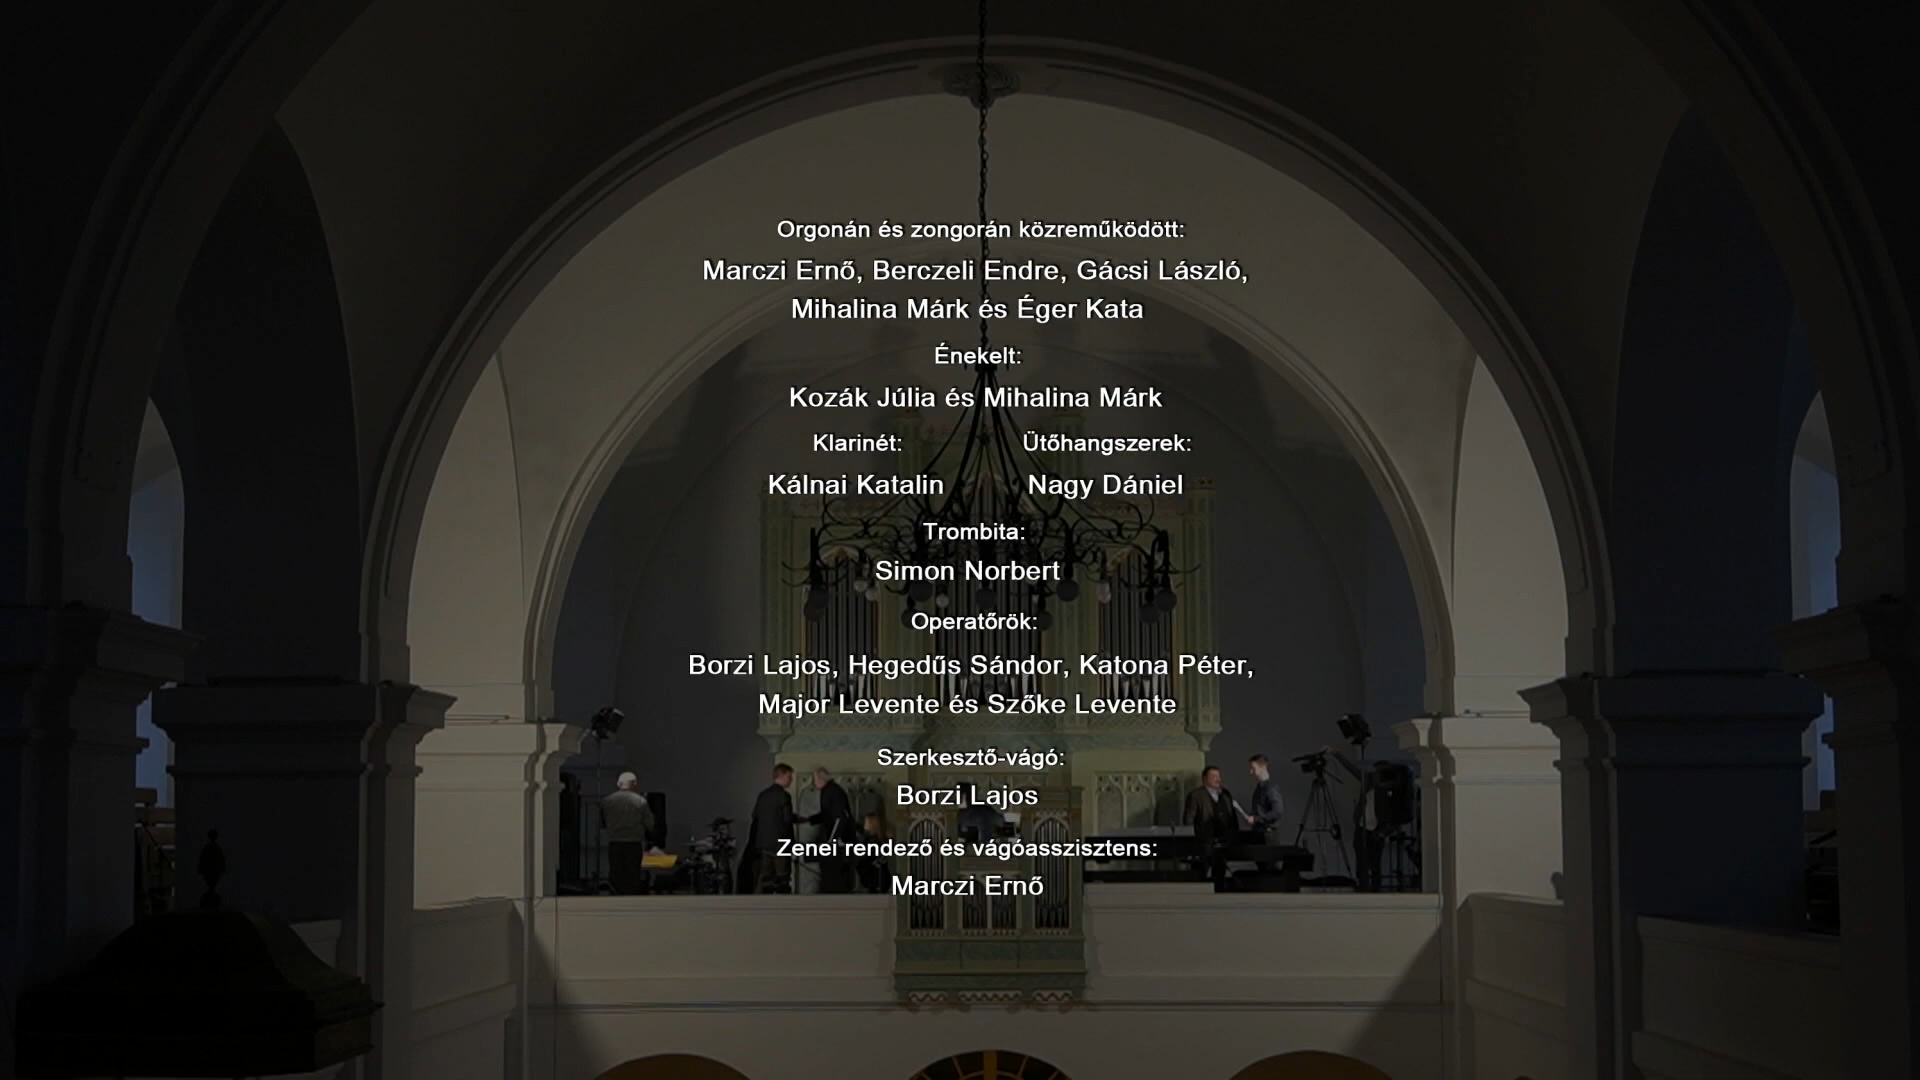 Orgonán és zongorán közreműködött:
Marczi Ernő, Berczeli Endre, Gácsi László,
Mihalina Márk és Éger Kata
Énekelt:
Kozák Júlia és Mihalina Márk
Klarinét: Ütőhangszerek:
Kálnai Katalin Nagy Dániel
Trombita:
Simon Norbert
Operatőrök:
Borzi Lajos, Hegedűs Sándor, Katona Péter,
Major Levente és Szőke Levente
Szerkesztő-vágó:
Borzi Lajos
Zenei rendező és vágóasszisztens:
Marczi Ernő